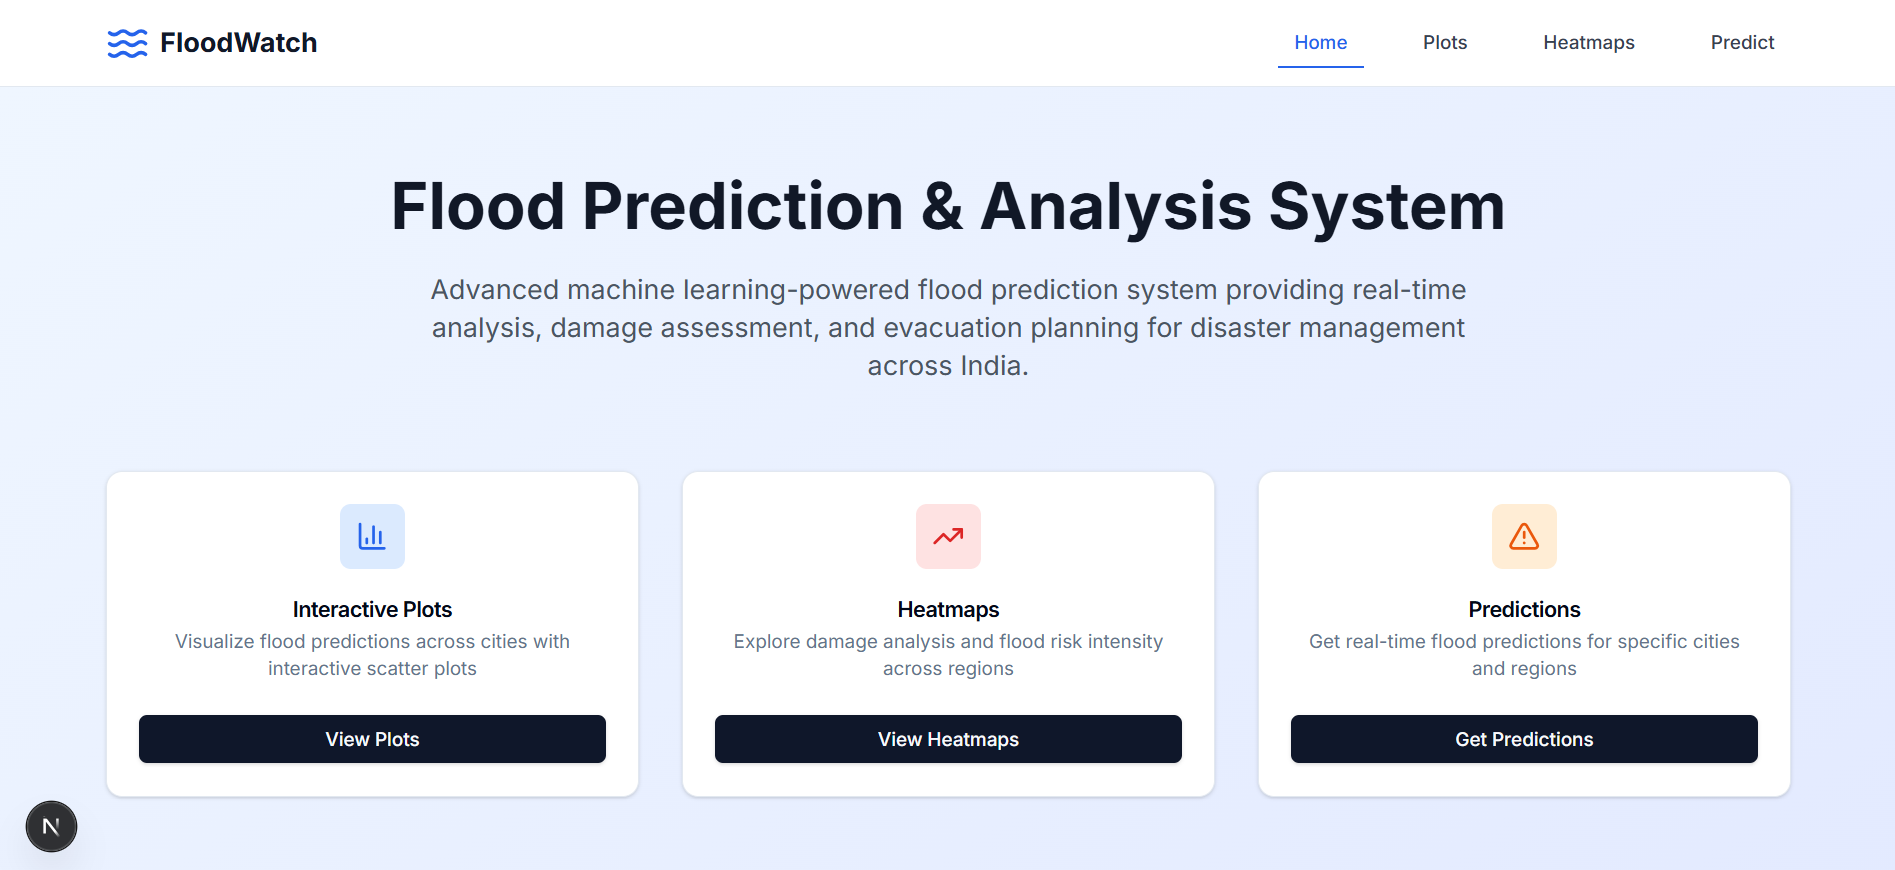 FloodWatch
Home
Plots
Heatmaps
Predict
Flood Prediction & Analysis System
Advanced machine learning-powered flood prediction system providing real-time
analysis, damage assessment, and evacuation planning for disaster management
across India.
Interactive Plots
Visualize flood predictions across cities with
interactive scatter plots
View Plots
Heatmaps
Explore damage analysis and flood risk intensity
across regions
View Heatmaps
Predictions
Get real-time flood predictions for specific cities
and regions
Get Predictions
N